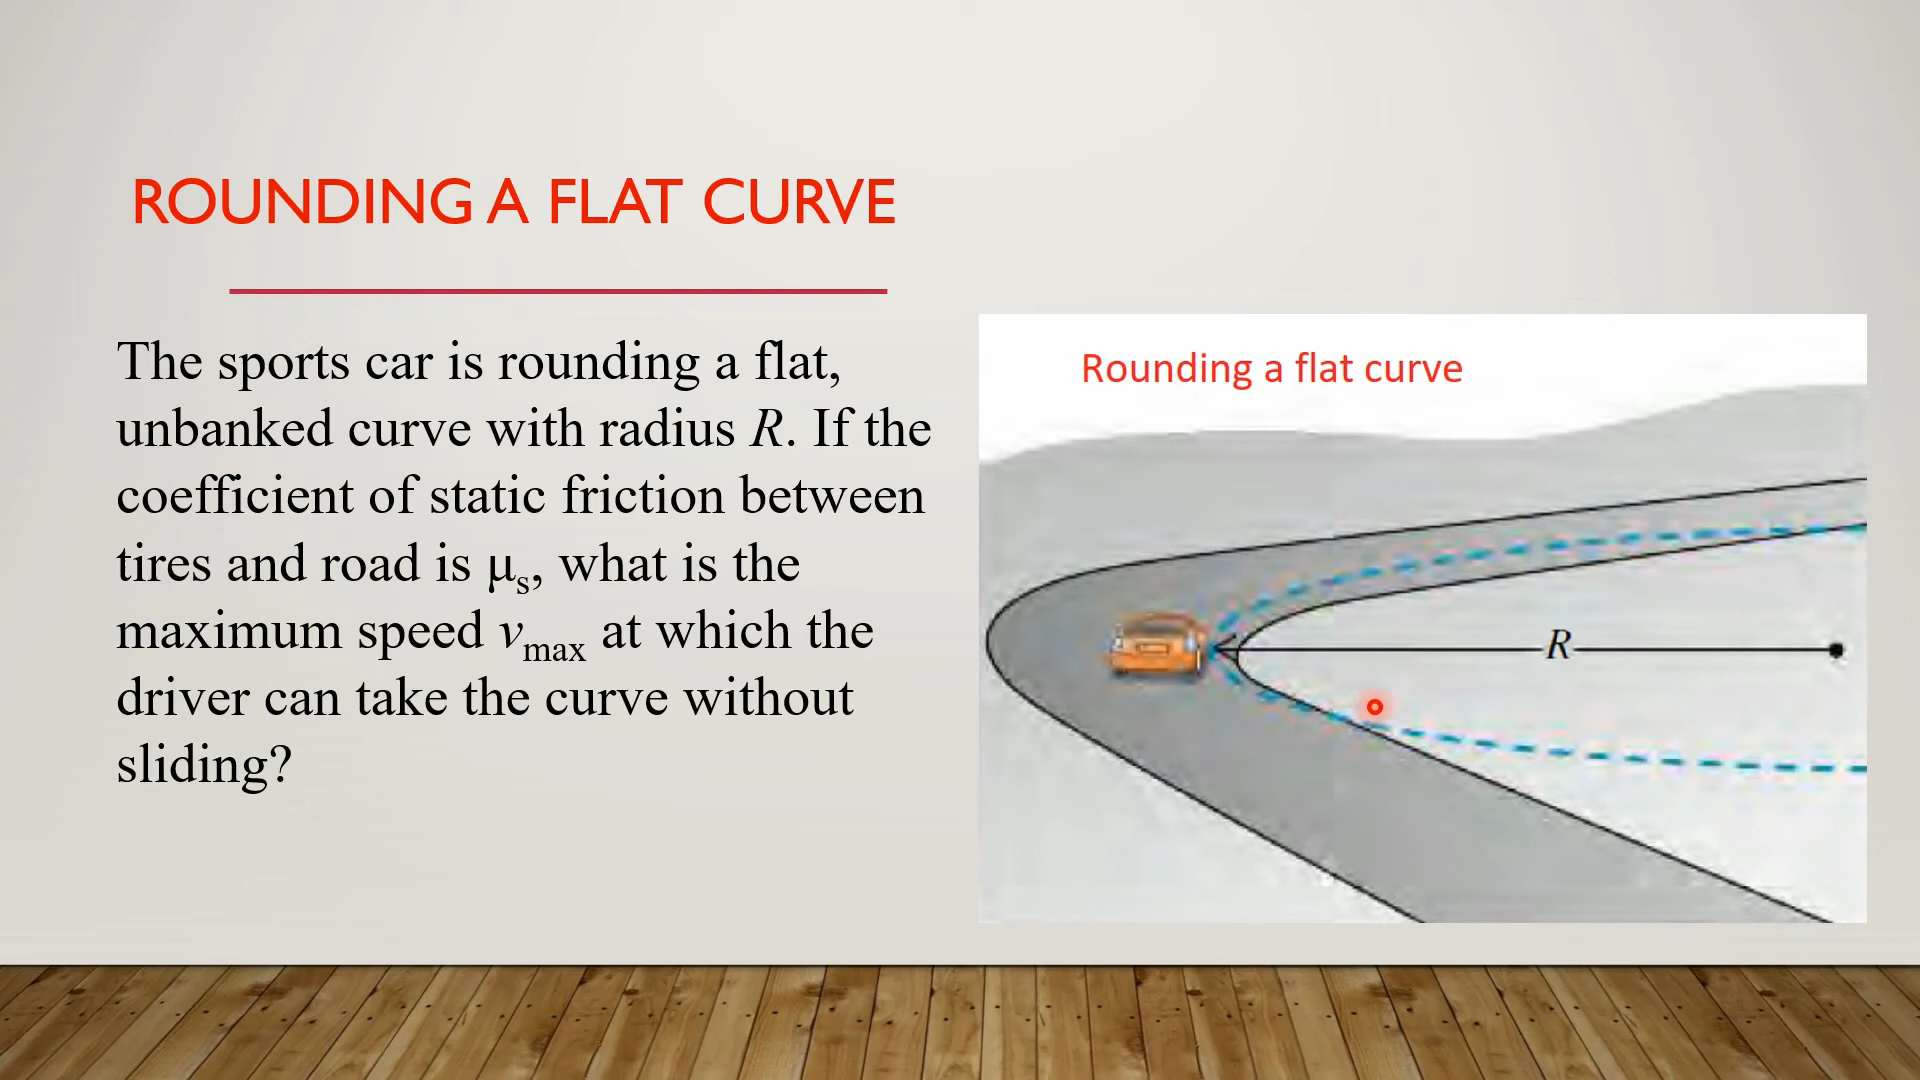 ROUNDING A FLAT CURVE
The sports car is rounding a flat,
unbanked curve with radius R. If the
coefficient of static friction between
tires and road is μs, what is the
maximum speed vmax at which the
driver can take the curve without
sliding?
Rounding a flat curve
R